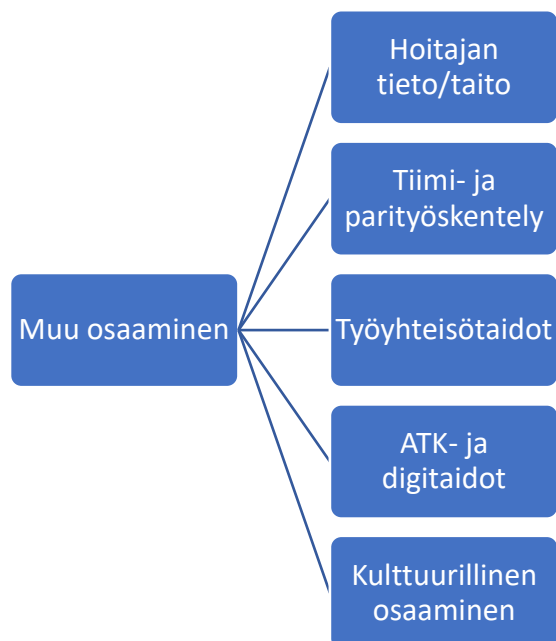 Hoitajan
tieto/taito
Tiimi- ja
parityöskentely
Muu osaaminen
Työyhteisötaidot
ATK- ja
digitaidot
Kulttuurillinen
osaaminen